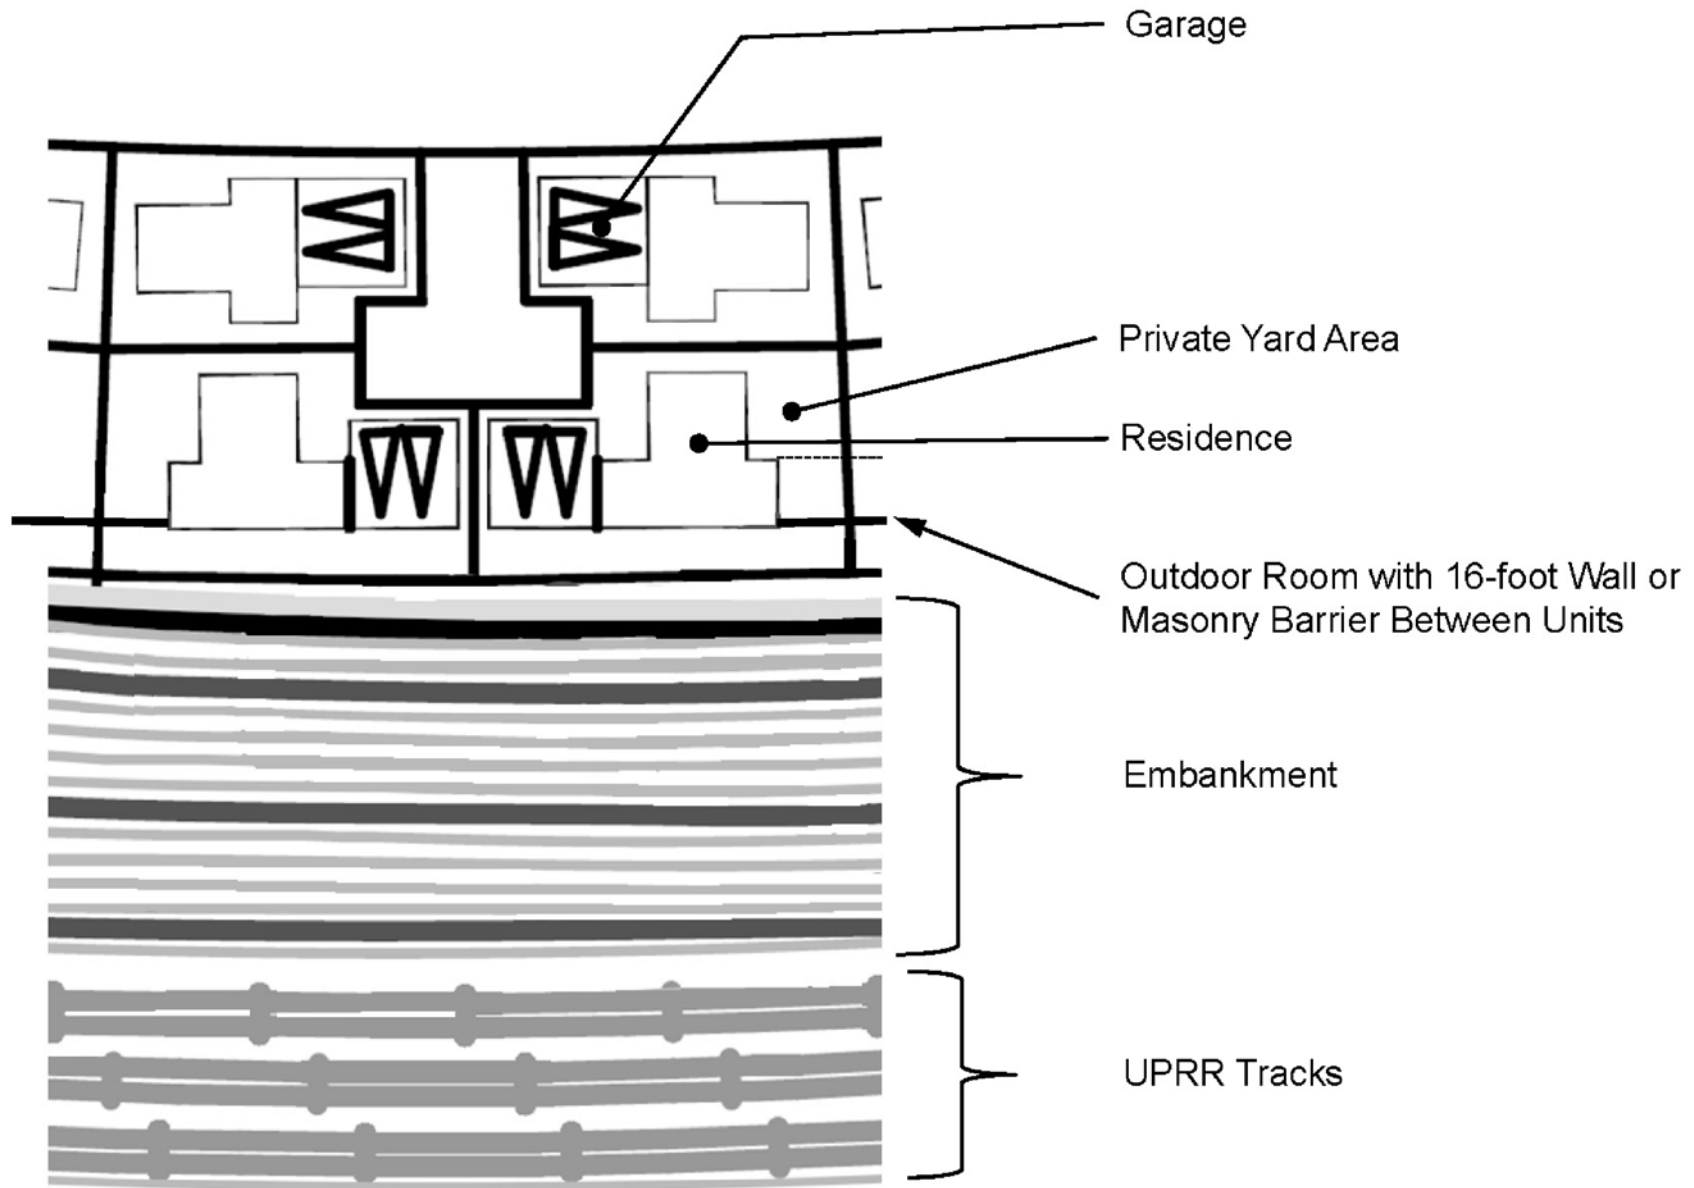 Garage
Private Yard Area
Residence
Outdoor Room with 16-foot Wall or
Masonry Barrier Between Units
Embankment
UPRR Tracks